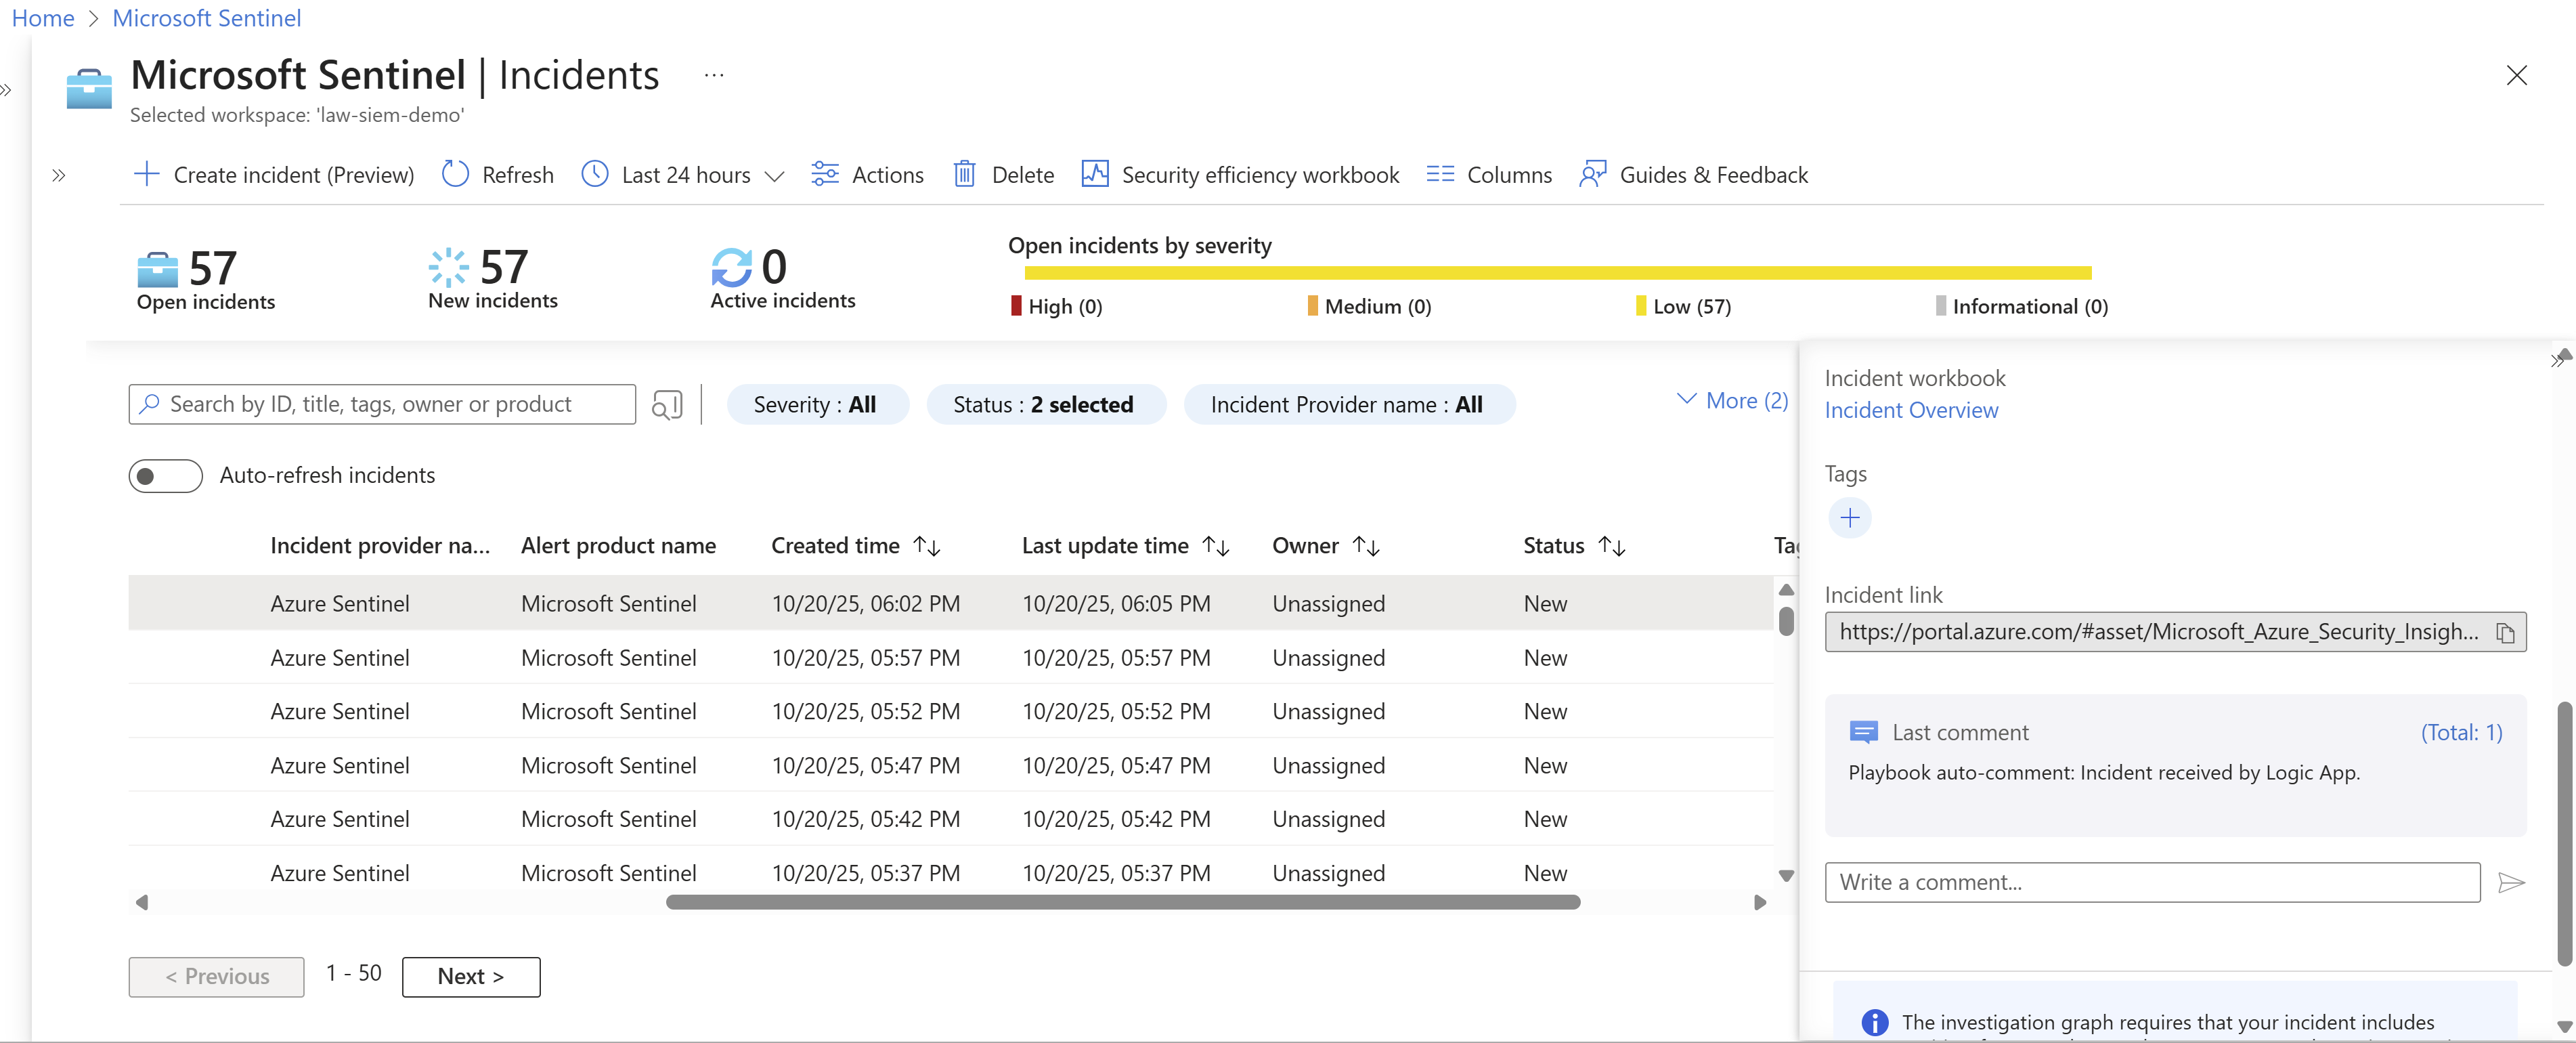 Home > Microsoft Sentinel
Microsoft Sentinel | Incidents ...
Selected workspace: 'law-siem-demo'
Create incident (Preview) Refresh Last 24 hours Actions Delete Security efficiency workbook Columns Guides & Feedback
57 Open incidents
57 New incidents
0 Active incidents
Open incidents by severity
High (0) Medium (0) Low (57) Informational (0)
Search by ID, title, tags, owner or product
Severity : All Status : 2 selected Incident Provider name : All More (2)
Auto-refresh incidents
Incident provider na... Alert product name Created time Last update time Owner Status
Azure Sentinel Microsoft Sentinel 10/20/25, 06:02 PM 10/20/25, 06:05 PM Unassigned New
Azure Sentinel Microsoft Sentinel 10/20/25, 05:57 PM 10/20/25, 05:57 PM Unassigned New
Azure Sentinel Microsoft Sentinel 10/20/25, 05:52 PM 10/20/25, 05:52 PM Unassigned New
Azure Sentinel Microsoft Sentinel 10/20/25, 05:47 PM 10/20/25, 05:47 PM Unassigned New
Azure Sentinel Microsoft Sentinel 10/20/25, 05:42 PM 10/20/25, 05:42 PM Unassigned New
Azure Sentinel Microsoft Sentinel 10/20/25, 05:37 PM 10/20/25, 05:37 PM Unassigned New
< Previous 1 - 50 Next >
Incident workbook
Incident Overview
Tags
Incident link
https://portal.azure.com/#asset/Microsoft_Azure_Security_Insigh...
Last comment (Total: 1)
Playbook auto-comment: Incident received by Logic App.
Write a comment...
The investigation graph requires that your incident includes